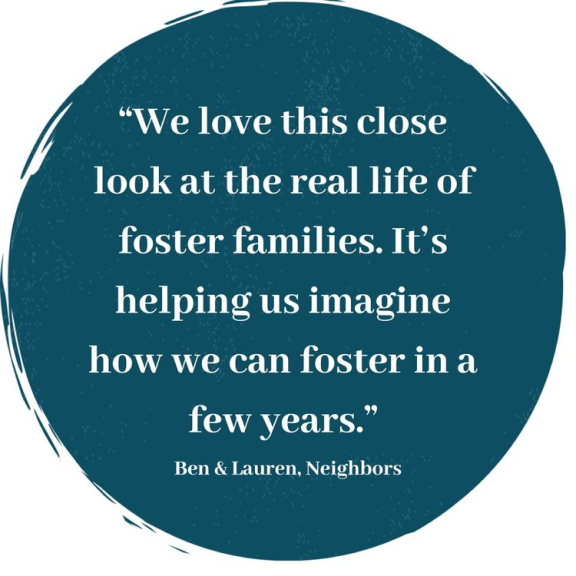 “We love this close
look at the real life of
foster families. It’s
helping us imagine
how we can foster in a
few years.”
Ben & Lauren, Neighbors